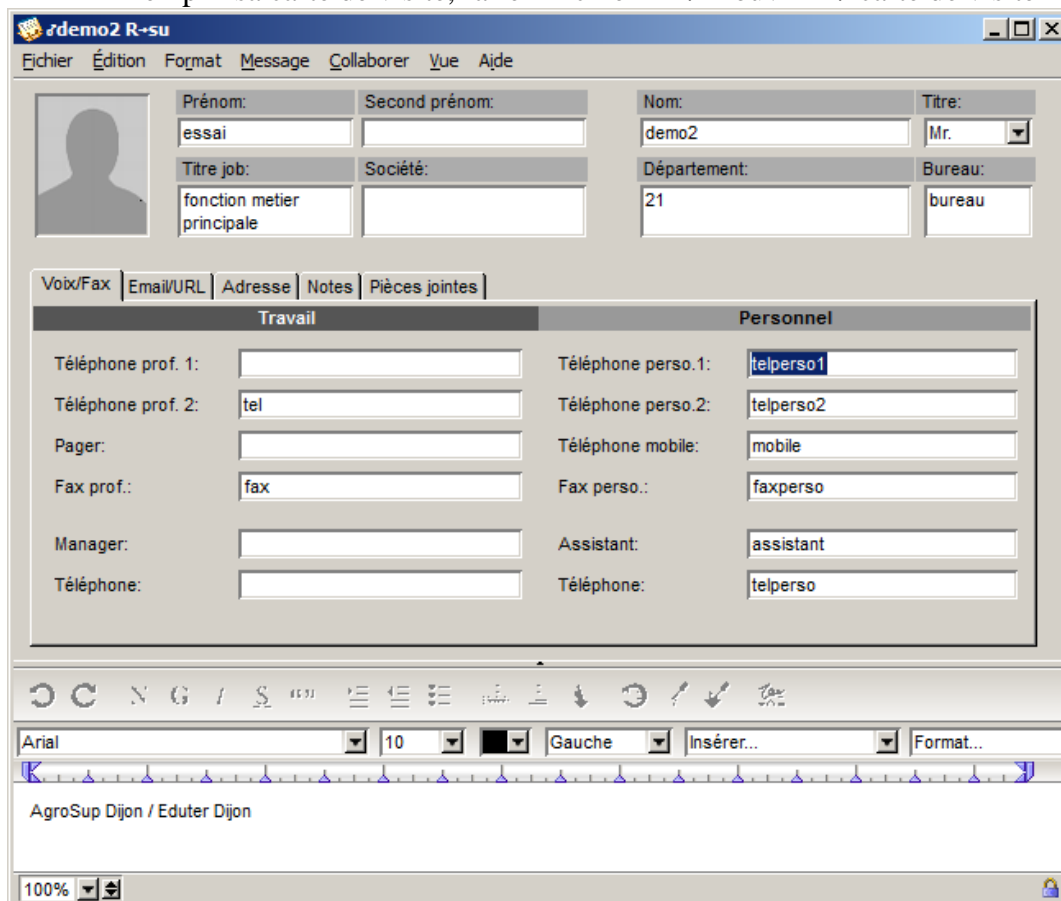 demo2 R
Fichier Édition Format Message Collaborer Vue Aide
Prénom: Second prénom: Nom: Titre:
essai demo2 Mr.
Titre job: Société: Département: Bureau:
fonction metier 21 bureau
principale
Voix/Fax Email/URL Adresse Notes Pièces jointes
Travail Personnel
Téléphone prof. 1: Téléphone perso.1: telperso1
Téléphone prof. 2: tel Téléphone perso.2: telperso2
Pager: Téléphone mobile: mobile
Fax prof.: fax Fax perso.: faxperso
Manager: Assistant: assistant
Téléphone: Téléphone: telperso
N G I S
Arial 10 Gauche Insérer... Format...
AgroSup Dijon / Eduter Dijon
100%